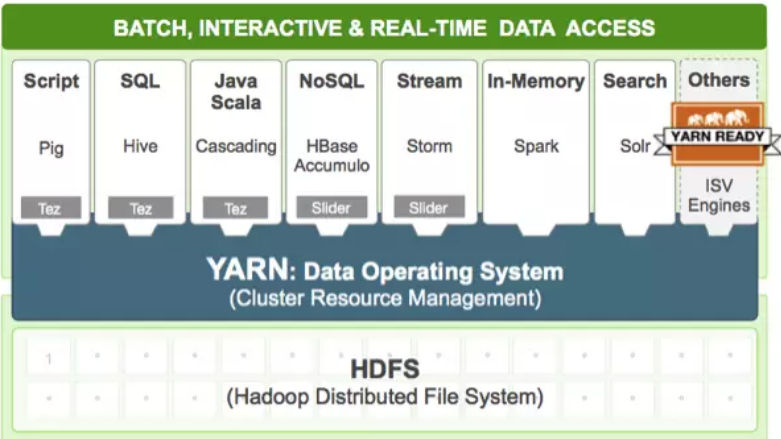 BATCH, INTERACTIVE & REAL-TIME DATA ACCESS
Script
Pig
Tez
SQL
Hive
Tez
Java
Scala
Cascading
Tez
NoSQL
HBase
Accumulo
Slider
Stream
Storm
Slider
In-Memory
Spark
Search
Solr
Others
YARN READY
ISV
Engines
YARN: Data Operating System
(Cluster Resource Management)
1
HDFS
(Hadoop Distributed File System)